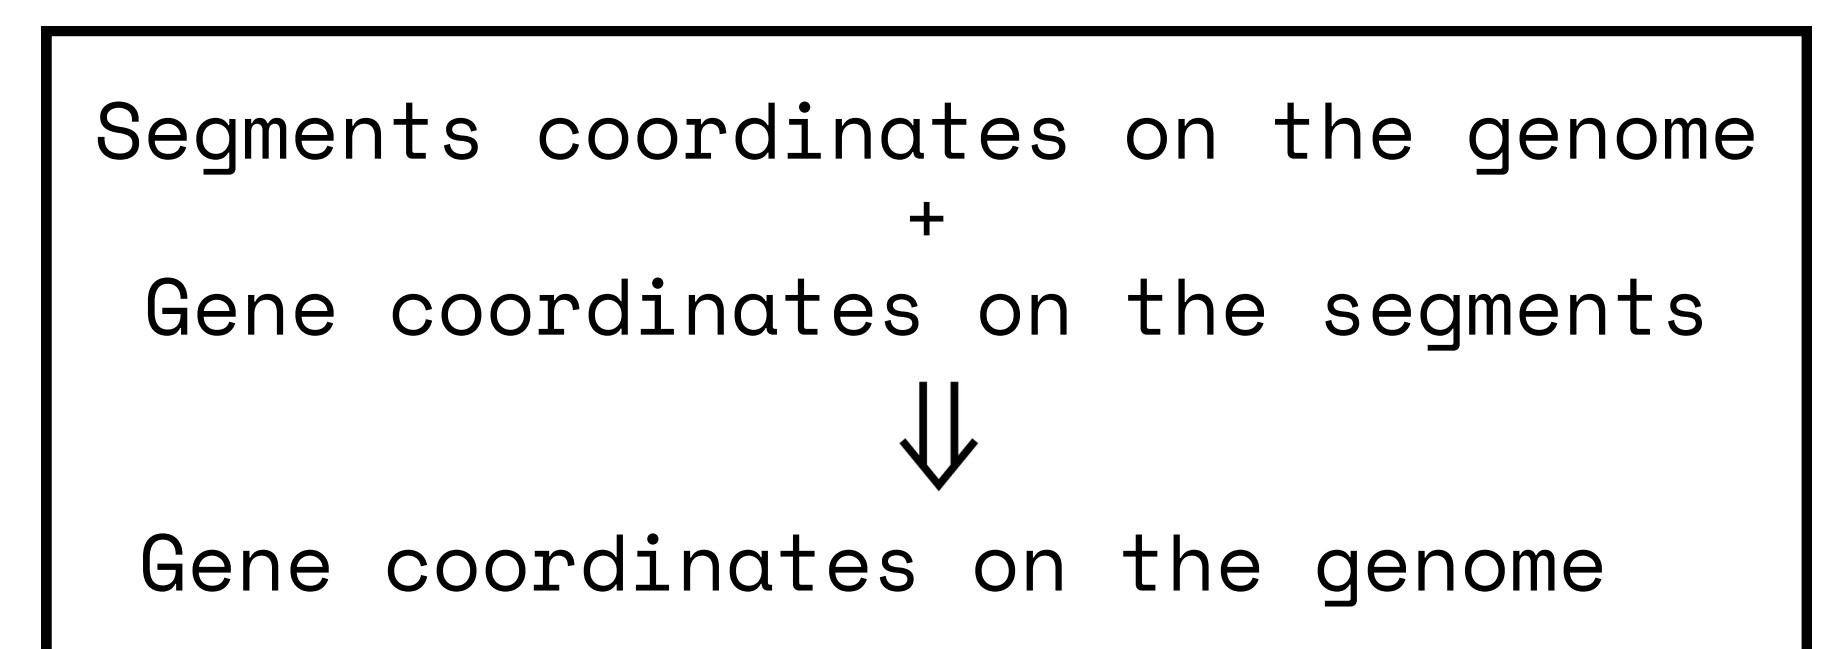 Segments coordinates on the genome
+
Gene coordinates on the segments
⇓
Gene coordinates on the genome